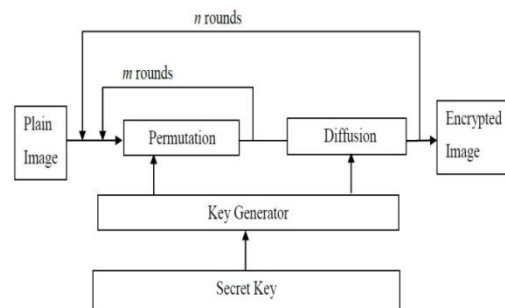 n rounds
m rounds
Plain
Image
Permutation
Diffusion
Encrypted
Image
Key Generator
Secret Key